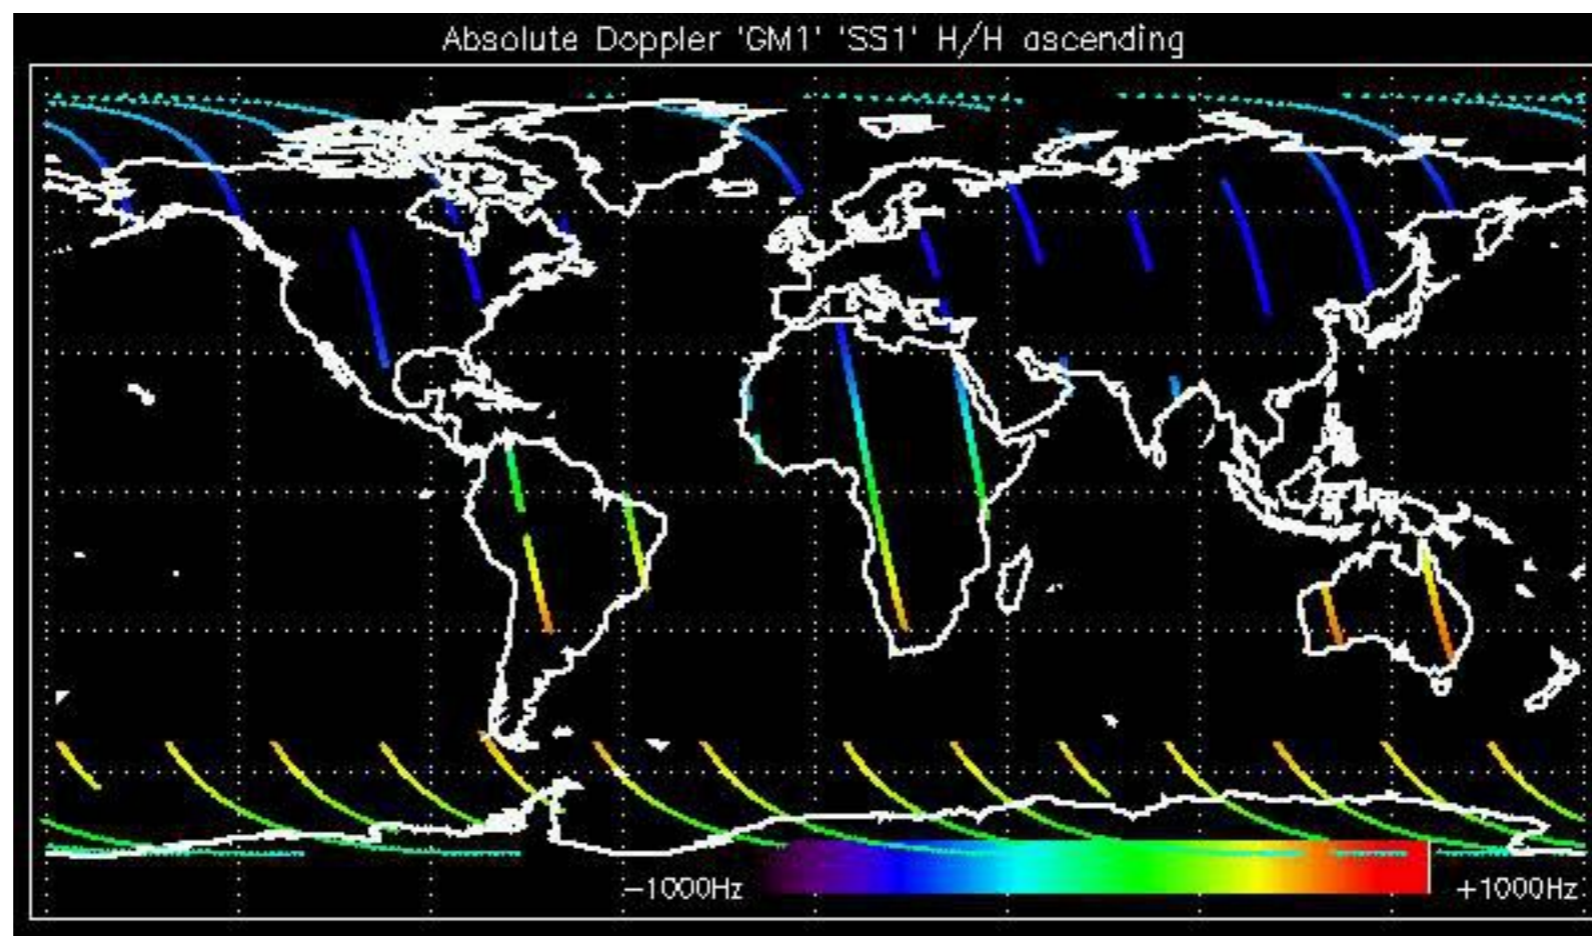 Absolute Doppler 'GM1' 'SS1' H/H ascending
-1000Hz
+1000Hz